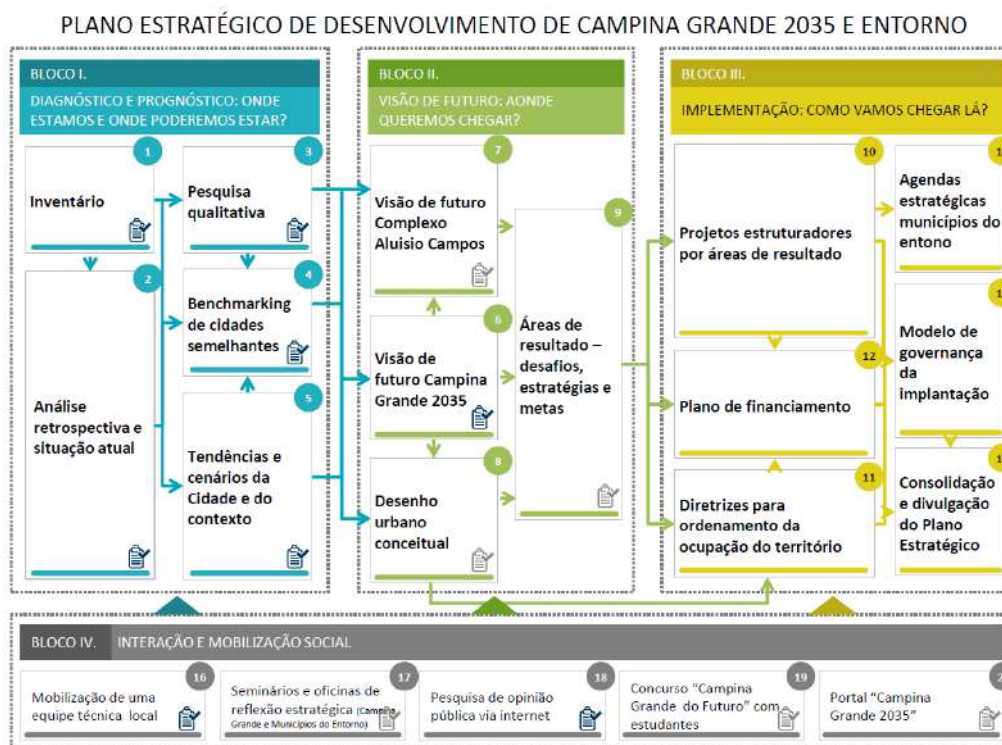 PLANO ESTRATÉGICO DE DESENVOLVIMENTO DE CAMPINA GRANDE 2035 E ENTORNO
BLOCO I.
DIAGNÓSTICO E PROGNÓSTICO: ONDE
ESTAMOS E ONDE PODEREMOS ESTAR?
1
Inventário
2
Análise
retrospectiva e
situação atual
3
Pesquisa
qualitativa
4
Benchmarking
de cidades
semelhantes
5
Tendências e
cenários da
Cidade e do
contexto
BLOCO II.
VISÃO DE FUTURO: AONDE
QUEREMOS CHEGAR?
7
Visão de futuro
Complexo
Aluisio Campos
6
Visão de
futuro Campina
Grande 2035
8
Desenho
urbano
conceitual
9
Áreas de
resultado –
desafios,
estratégias e
metas
BLOCO III.
IMPLEMENTAÇÃO: COMO VAMOS CHEGAR LÁ?
10
Projetos estruturadores
por áreas de resultado
12
Plano de financiamento
11
Diretrizes para
ordenamento da
ocupação do território
Agendas
estratégicas
municípios do
entono
Modelo de
governança
da
implantação
Consolidação
e divulgação
do Plano
Estratégico
BLOCO IV. INTERAÇÃO E MOBILIZAÇÃO SOCIAL
16
Mobilização de uma
equipe técnica local
17
Seminários e oficinas de
reflexão estratégica (Campina
Grande e Municípios do Entorno)
18
Pesquisa de opinião
pública via internet
19
Concurso "Campina
Grande do Futuro" com
estudantes
Portal "Campina
Grande 2035"